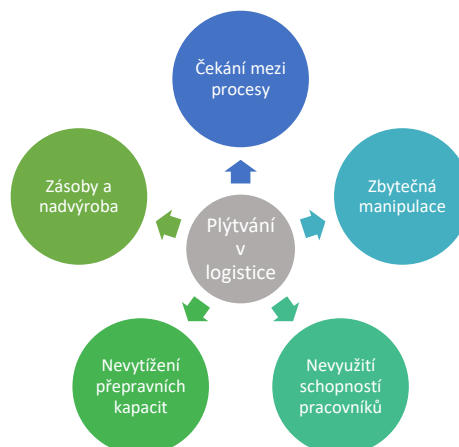 Čekání mezi
procesy
Zásoby a
nadvýroba
Zbytečná
manipulace
Plýtvání
v
logistice
Nevytížení
přepravních
kapacit
Nevyužití
schopností
pracovníků